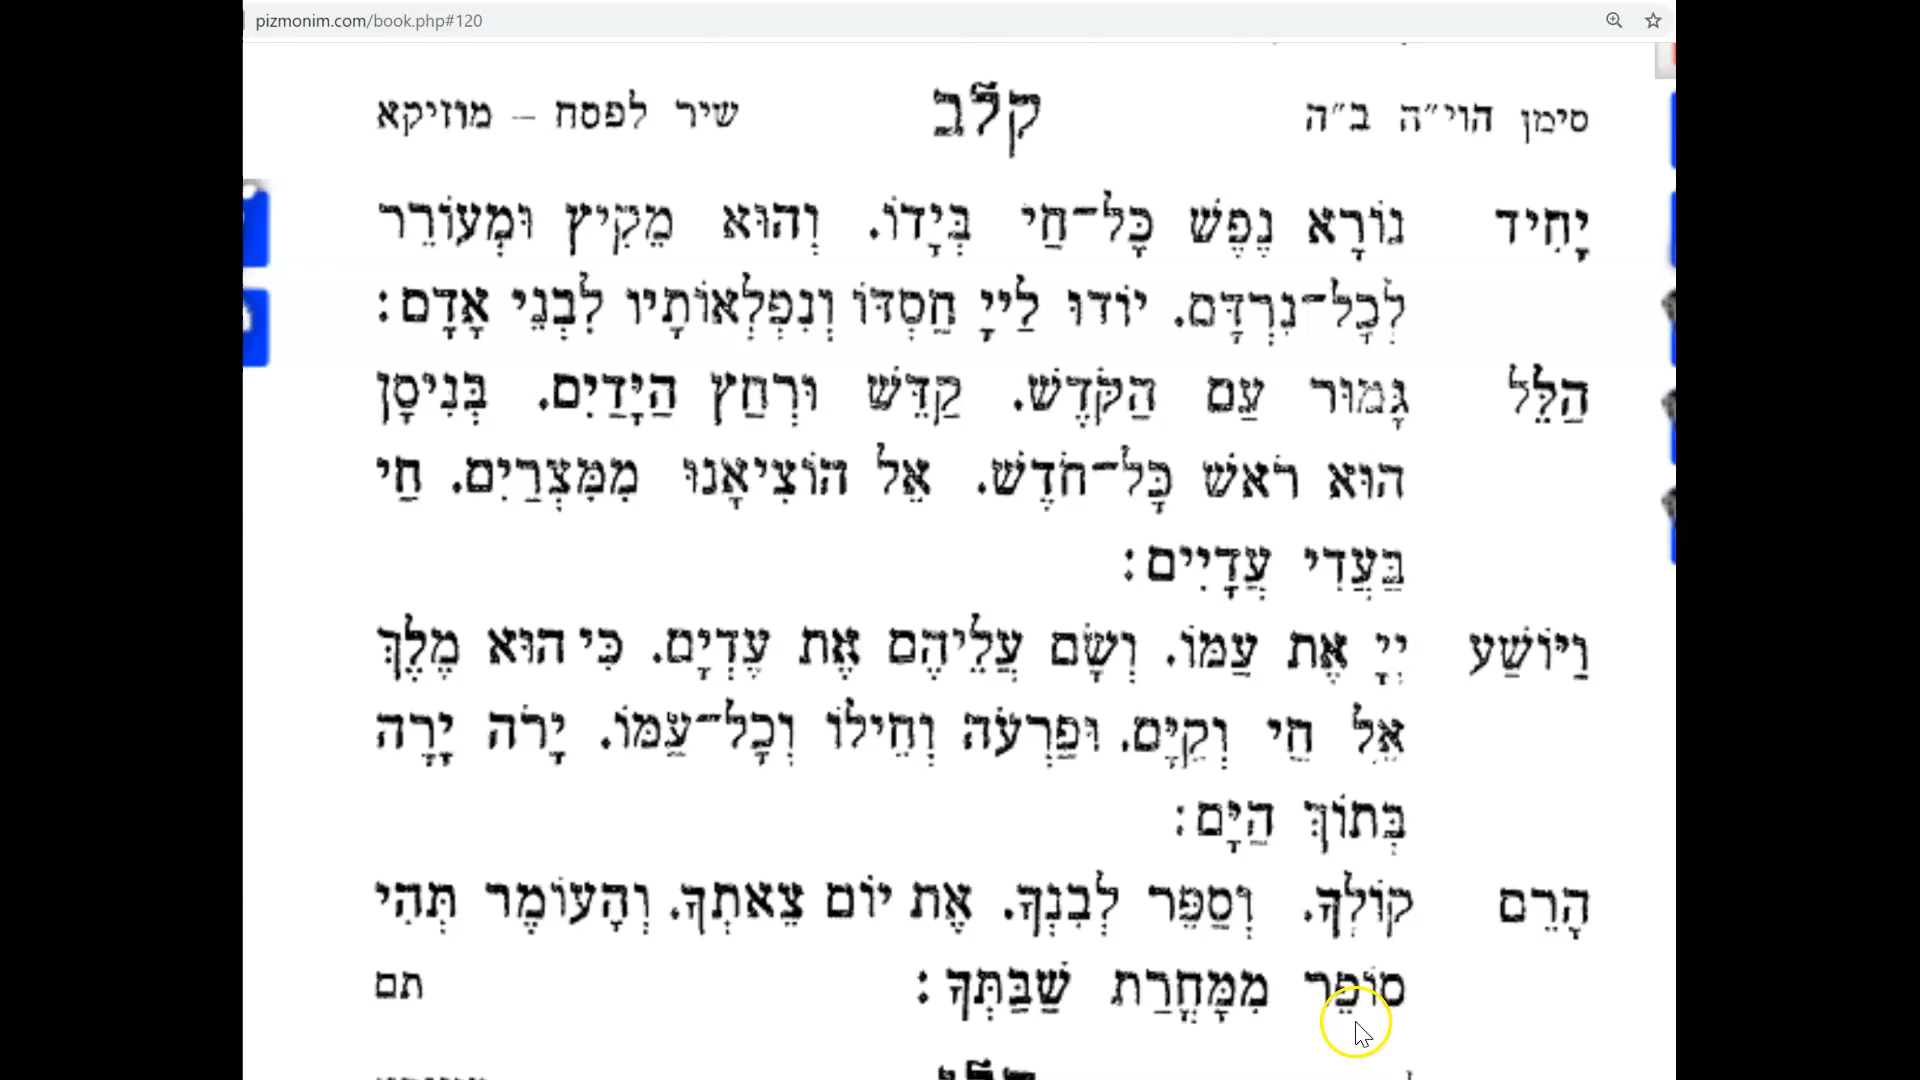 pizmonim.com/book.php#120
סימן הוי״ה ב״ה קלב שיר לפסח – מוזיקא
יָחִיד נוֹרָא נֶפֶשׁ כָּל־חַי בְּיָדוֹ. וְהוּא מֵקִיץ וּמְעוֹרֵר
לְכָל־נִרְדָּם. יוֹדוּ לַייָ חַסְדּוֹ וְנִפְלְאוֹתָיו לִבְנֵי אָדָם:
הַלֵּל גָּמוּר עַם הַקֹּדֶשׁ. קַדֵּשׁ וּרְחַץ הַיָּדַיִם. בְּנִיסָן
הוּא רֹאשׁ כָּל־חֹדֶשׁ. אֵל הוֹצִיאָנוּ מִמִּצְרַיִם. חַי
בַּעֲדִי עֲדָיִים:
וַיּוֹשַׁע יְיָ אֶת עַמּוֹ. וְשָׂם עֲלֵיהֶם אֶת עֶדְיָם. כִּי הוּא מֶלֶךְ
אֵל חַי וְקַיָּם. וּפַרְעֹה וְחֵילוֹ וְכָל־עַמּוֹ. יָרֹה יָרָה
בְּתוֹךְ הַיָּם:
הָרֵם קוֹלְךָ. וְסַפֵּר לְבִנְךָ. אֶת יוֹם צֵאתְךָ. וְהָעוֹמֶר תְּהִי
סוֹפֵר מִמָּחֳרַת שַׁבַּתְּךָ: תם